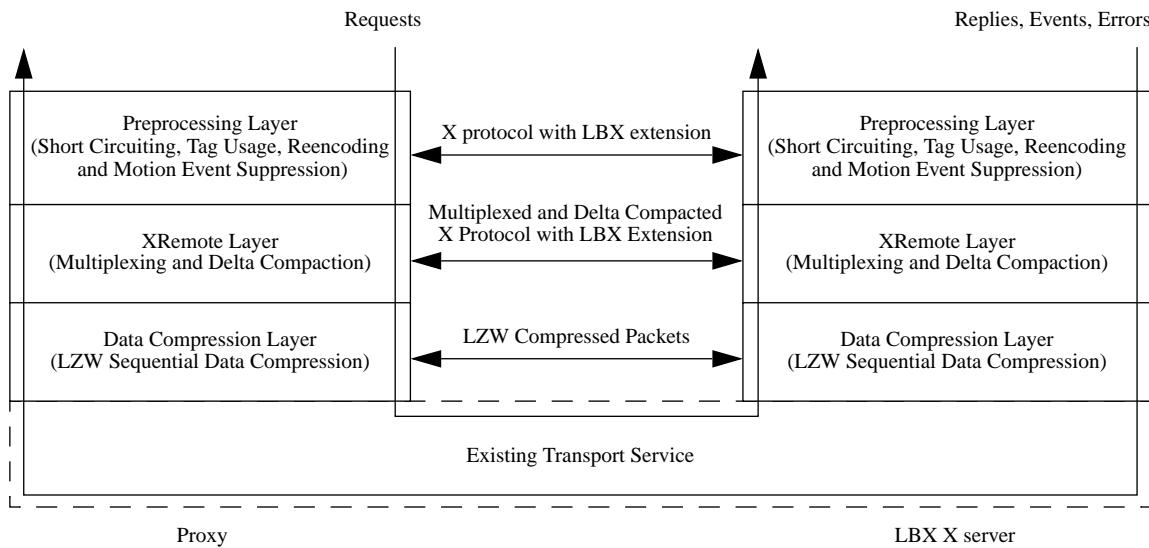 Requests
Replies, Events, Errors
Preprocessing Layer
(Short Circuiting, Tag Usage, Reencoding
and Motion Event Suppression)
X protocol with LBX extension
Preprocessing Layer
(Short Circuiting, Tag Usage, Reencoding
and Motion Event Suppression)
XRemote Layer
(Multiplexing and Delta Compaction)
Multiplexed and Delta Compacted
X Protocol with LBX Extension
XRemote Layer
(Multiplexing and Delta Compaction)
Data Compression Layer
(LZW Sequential Data Compression)
LZW Compressed Packets
Data Compression Layer
(LZW Sequential Data Compression)
Existing Transport Service
Proxy
LBX X server